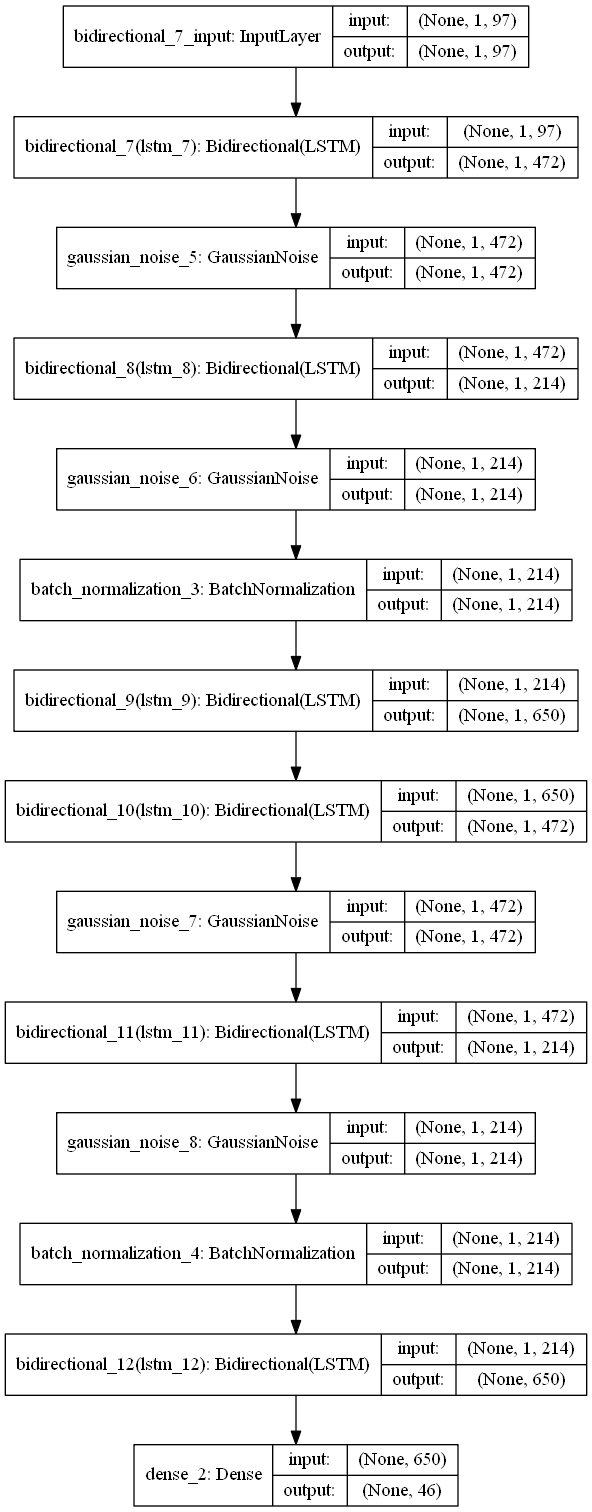 bidirectional_7_input: InputLayer
input: (None, 1, 97)
output: (None, 1, 97)
bidirectional_7(lstm_7): Bidirectional(LSTM)
input: (None, 1, 97)
output: (None, 1, 472)
gaussian_noise_5: GaussianNoise
input: (None, 1, 472)
output: (None, 1, 472)
bidirectional_8(lstm_8): Bidirectional(LSTM)
input: (None, 1, 472)
output: (None, 1, 214)
gaussian_noise_6: GaussianNoise
input: (None, 1, 214)
output: (None, 1, 214)
batch_normalization_3: BatchNormalization
input: (None, 1, 214)
output: (None, 1, 214)
bidirectional_9(lstm_9): Bidirectional(LSTM)
input: (None, 1, 214)
output: (None, 1, 650)
bidirectional_10(lstm_10): Bidirectional(LSTM)
input: (None, 1, 650)
output: (None, 1, 472)
gaussian_noise_7: GaussianNoise
input: (None, 1, 472)
output: (None, 1, 472)
bidirectional_11(lstm_11): Bidirectional(LSTM)
input: (None, 1, 472)
output: (None, 1, 214)
gaussian_noise_8: GaussianNoise
input: (None, 1, 214)
output: (None, 1, 214)
batch_normalization_4: BatchNormalization
input: (None, 1, 214)
output: (None, 1, 214)
bidirectional_12(lstm_12): Bidirectional(LSTM)
input: (None, 1, 214)
output: (None, 650)
dense_2: Dense
input: (None, 650)
output: (None, 46)